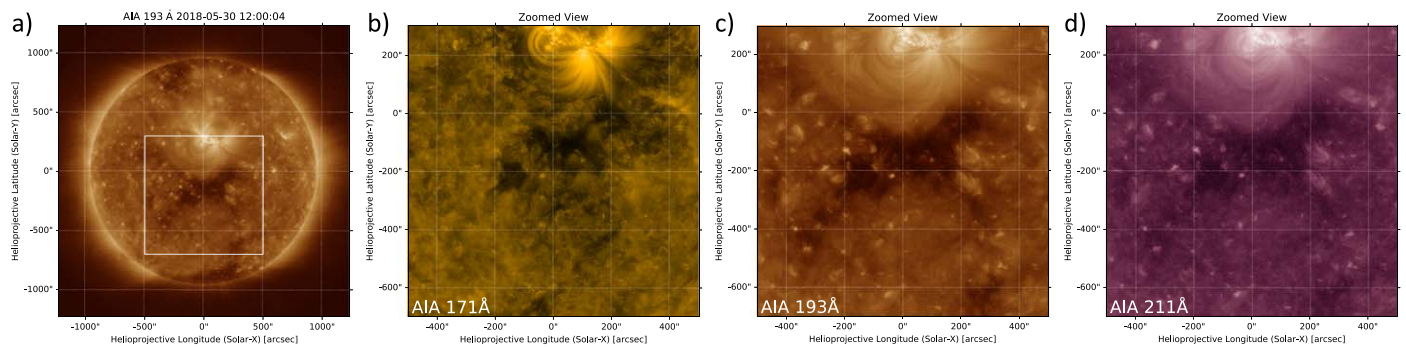 a)
AIA 193 Å 2018-05-30 12:00:04
Helioprojective Latitude (Solar-Y) [arcsec]
1000"
500"
0"
−500"
−1000"
−1000"
−500"
0"
500"
1000"
Helioprojective Longitude (Solar-X) [arcsec]
b)
Zoomed View
Helioprojective Latitude (Solar-Y) [arcsec]
200"
0"
−200"
−400"
−600"
AIA 171Å
−400"
−200"
0"
200"
400"
Helioprojective Longitude (Solar-X) [arcsec]
c)
Zoomed View
Helioprojective Latitude (Solar-Y) [arcsec]
200"
0"
−200"
−400"
−600"
AIA 193Å
−400"
−200"
0"
200"
400"
Helioprojective Longitude (Solar-X) [arcsec]
d)
Zoomed View
Helioprojective Latitude (Solar-Y) [arcsec]
200"
0"
−200"
−400"
−600"
AIA 211Å
−400"
−200"
0"
200"
400"
Helioprojective Longitude (Solar-X) [arcsec]